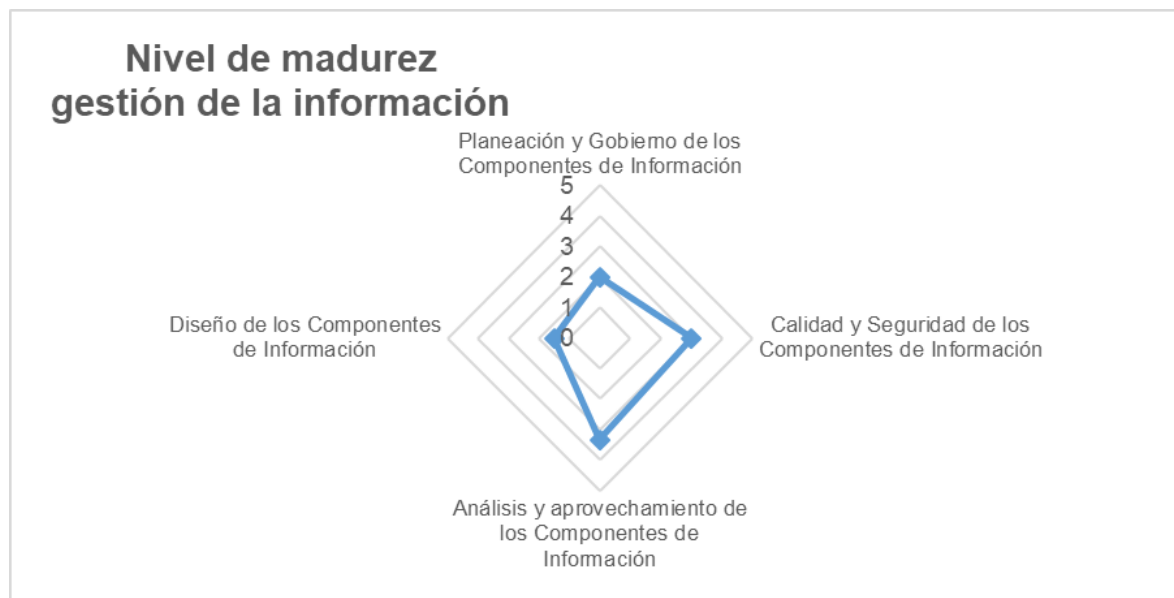 Nivel de madurez
gestión de la información
Planeación y Gobierno de los
Componentes de Información
5
4
3
2
1
0
Diseño de los Componentes
de Información
Calidad y Seguridad de los
Componentes de Información
Análisis y aprovechamiento de
los Componentes de
Información